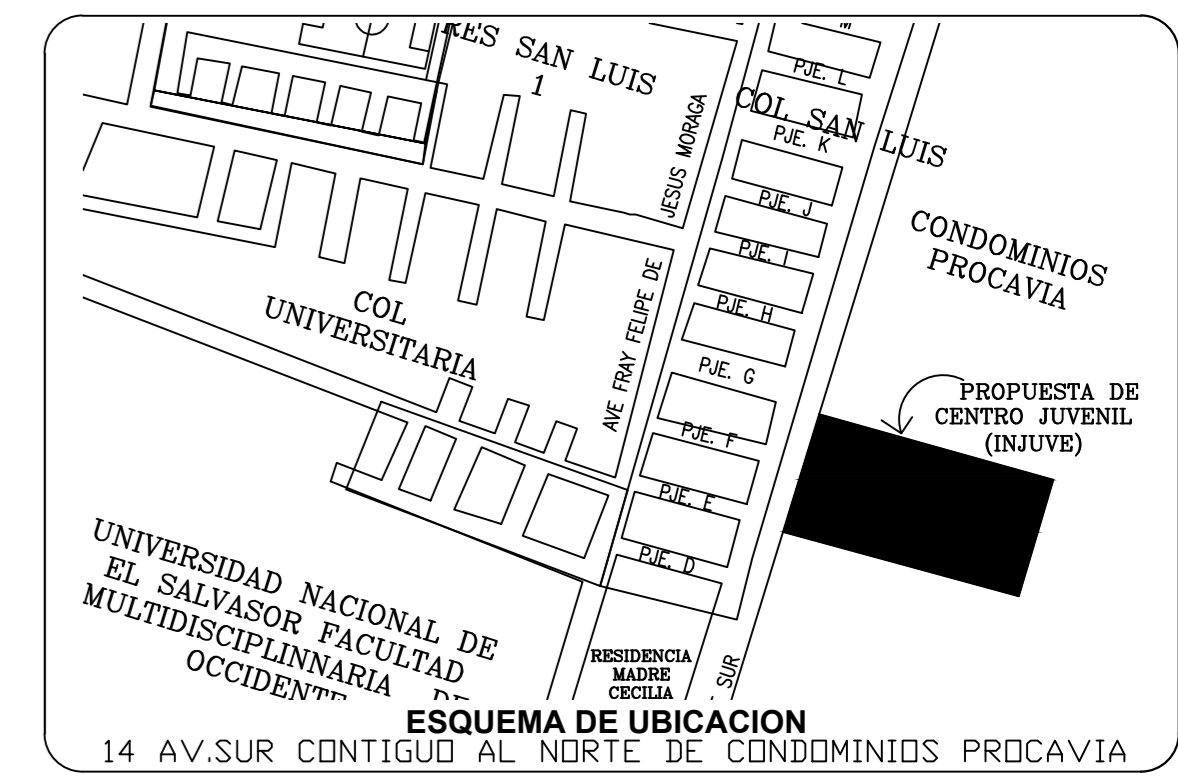 M
PJE. L
RES SAN LUIS
1
COL SAN LUIS
PJE. K
JESUS MORAGA
PJE. J
PJE. I
CONDOMINIOS
PROCAVIA
PJE. H
COL
UNIVERSITARIA
AVE FRAY FELIPE DE
PJE. G
PROPUESTA DE
CENTRO JUVENIL
(INJUVE)
PJE. F
PJE. E
PJE. D
UNIVERSIDAD NACIONAL DE
EL SALVASOR FACULTAD
MULTIDISCIPLINNARIA DE
OCCIDENTE
RESIDENCIA
MADRE
CECILIA
SUR
ESQUEMA DE UBICACION
14 AV.SUR CONTIGUO AL NORTE DE CONDOMINIOS PROCAVIA